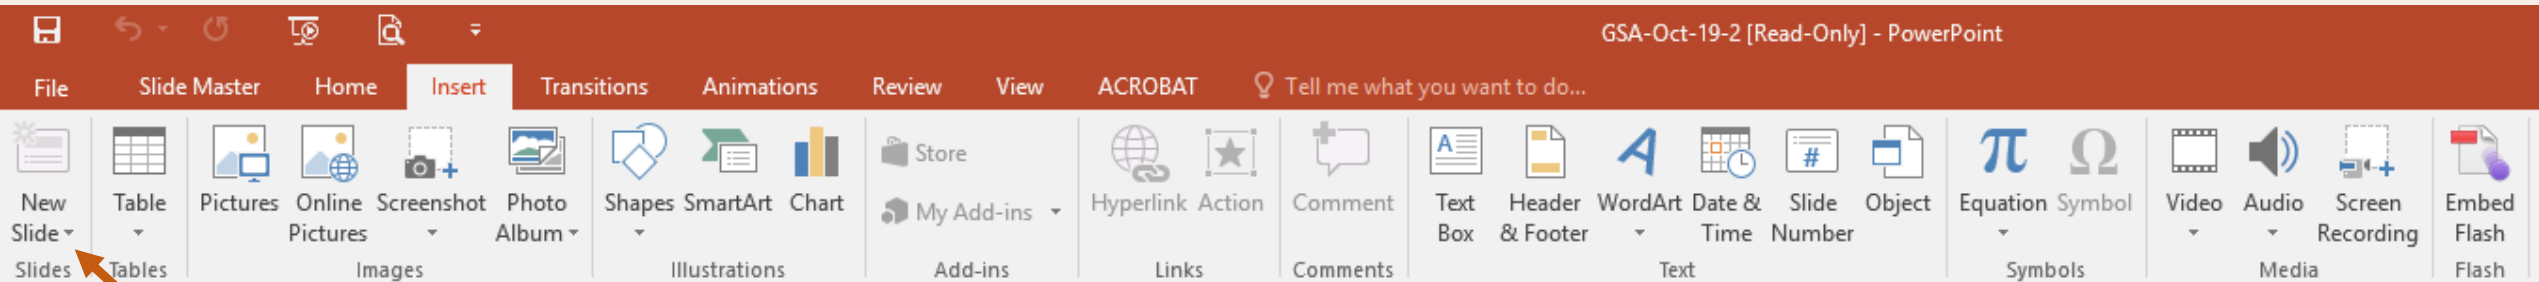 GSA-Oct-19-2 [Read-Only] - PowerPoint
File Slide Master Home Insert Transitions Animations Review View ACROBAT Tell me what you want to do...
New Slide
Slides
Table
Tables
Pictures
Online Pictures
Screenshot
Photo Album
Images
Shapes
SmartArt
Chart
Illustrations
Store
My Add-ins
Add-ins
Hyperlink
Action
Links
Comment
Comments
A
Text Box
Header & Footer
A
WordArt
Date & Time
#
Slide Number
Object
Text
π
Equation
Ω
Symbol
Symbols
Video
Audio
Screen Recording
Media
Embed Flash
Flash